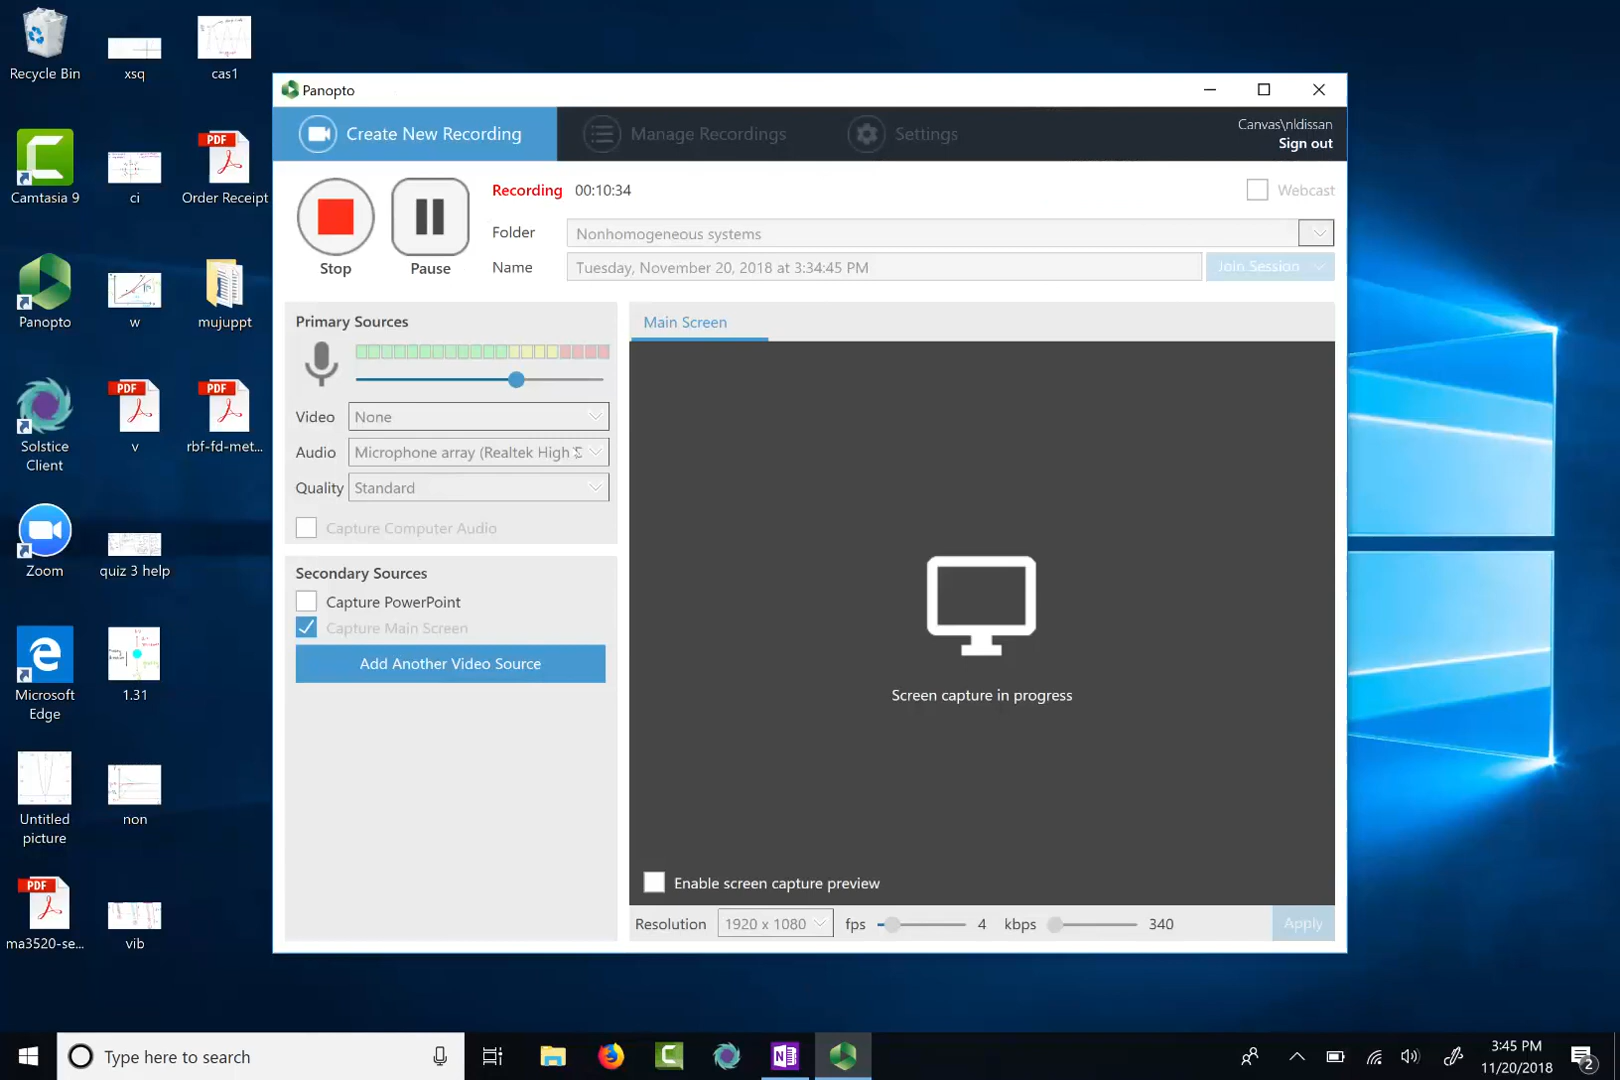 Recycle Bin
xsq
cas1
Camtasia 9
ci
PDF
Order Receipt
Panopto
w
mujuppt
Solstice
Client
PDF
v
PDF
rbf-fd-met...
Zoom
quiz 3 help
Microsoft
Edge
1.31
Untitled
picture
non
PDF
ma3520-se...
vib
Panopto
Create New Recording
Manage Recordings
Settings
Canvas\nldissan
Sign out
Stop
Pause
Recording 00:10:34
Webcast
Folder
Nonhomogeneous systems
Name
Tuesday, November 20, 2018 at 3:34:45 PM
Join Session
Primary Sources
Video None
Audio Microphone array (Realtek High
Quality Standard
Capture Computer Audio
Secondary Sources
Capture PowerPoint
Capture Main Screen
Add Another Video Source
Main Screen
Screen capture in progress
Enable screen capture preview
Resolution 1920 x 1080 fps 4 kbps 340
Apply
Type here to search
3:45 PM
11/20/2018
2